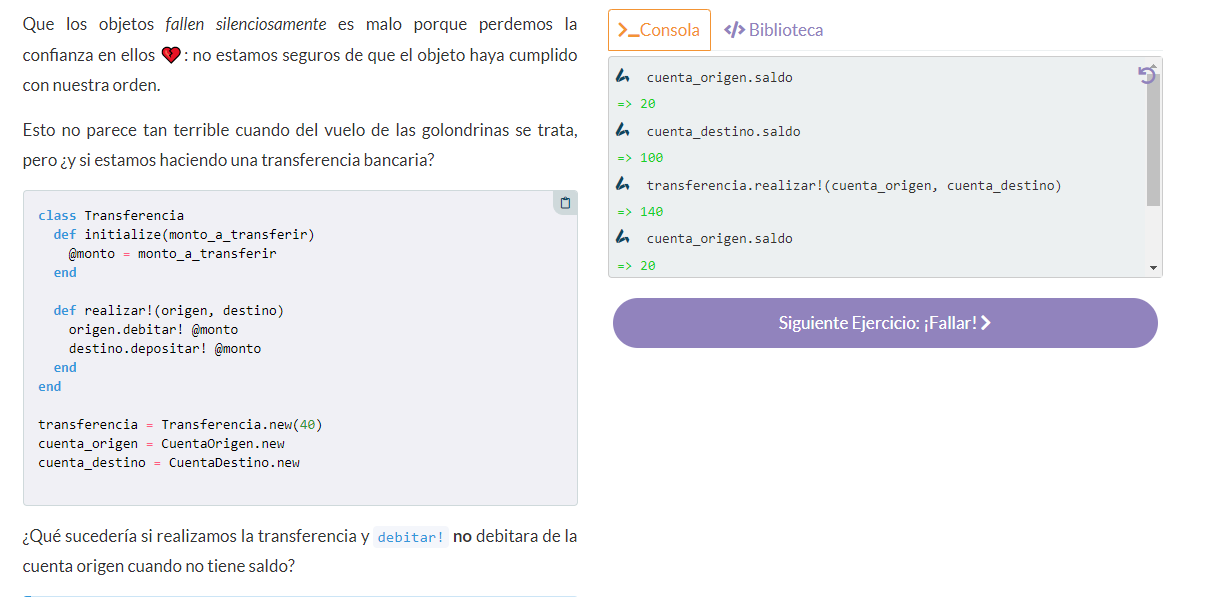 Que los objetos fallen silenciosamente es malo porque perdemos la
confianza en ellos 💔: no estamos seguros de que el objeto haya cumplido
con nuestra orden.
Esto no parece tan terrible cuando del vuelo de las golondrinas se trata,
pero ¿y si estamos haciendo una transferencia bancaria?
class Transferencia
  def initialize(monto_a_transferir)
    @monto = monto_a_transferir
  end

  def realizar!(origen, destino)
    origen.debitar! @monto
    destino.depositar! @monto
  end
end

transferencia = Transferencia.new(40)
cuenta_origen = CuentaOrigen.new
cuenta_destino = CuentaDestino.new
¿Qué sucedería si realizamos la transferencia y debitar! no debitara de la
cuenta origen cuando no tiene saldo?
>_Consola
</> Biblioteca
cuenta_origen.saldo
=> 20
cuenta_destino.saldo
=> 100
transferencia.realizar!(cuenta_origen, cuenta_destino)
=> 140
cuenta_origen.saldo
=> 20
Siguiente Ejercicio: ¡Fallar!